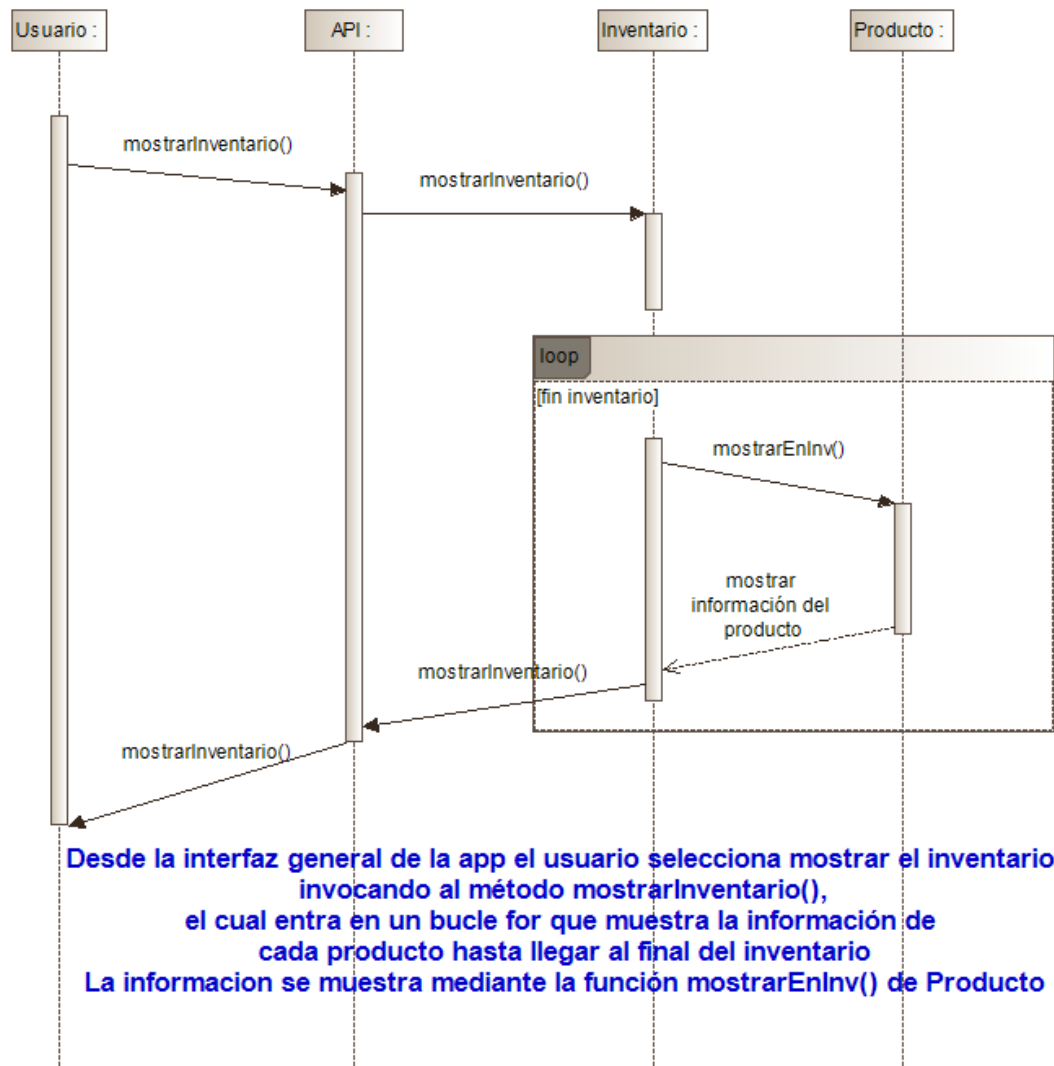 Usuario :
API :
Inventario :
Producto :
mostrarInventario()
mostrarInventario()
loop
[fin inventario]
mostrarEnInv()
mostrar
información del
producto
mostrarInventario()
mostrarInventario()
Desde la interfaz general de la app el usuario selecciona mostrar el inventario
invocando al método mostrarInventario(),
el cual entra en un bucle for que muestra la información de
cada producto hasta llegar al final del inventario
La informacion se muestra mediante la función mostrarEnInv() de Producto